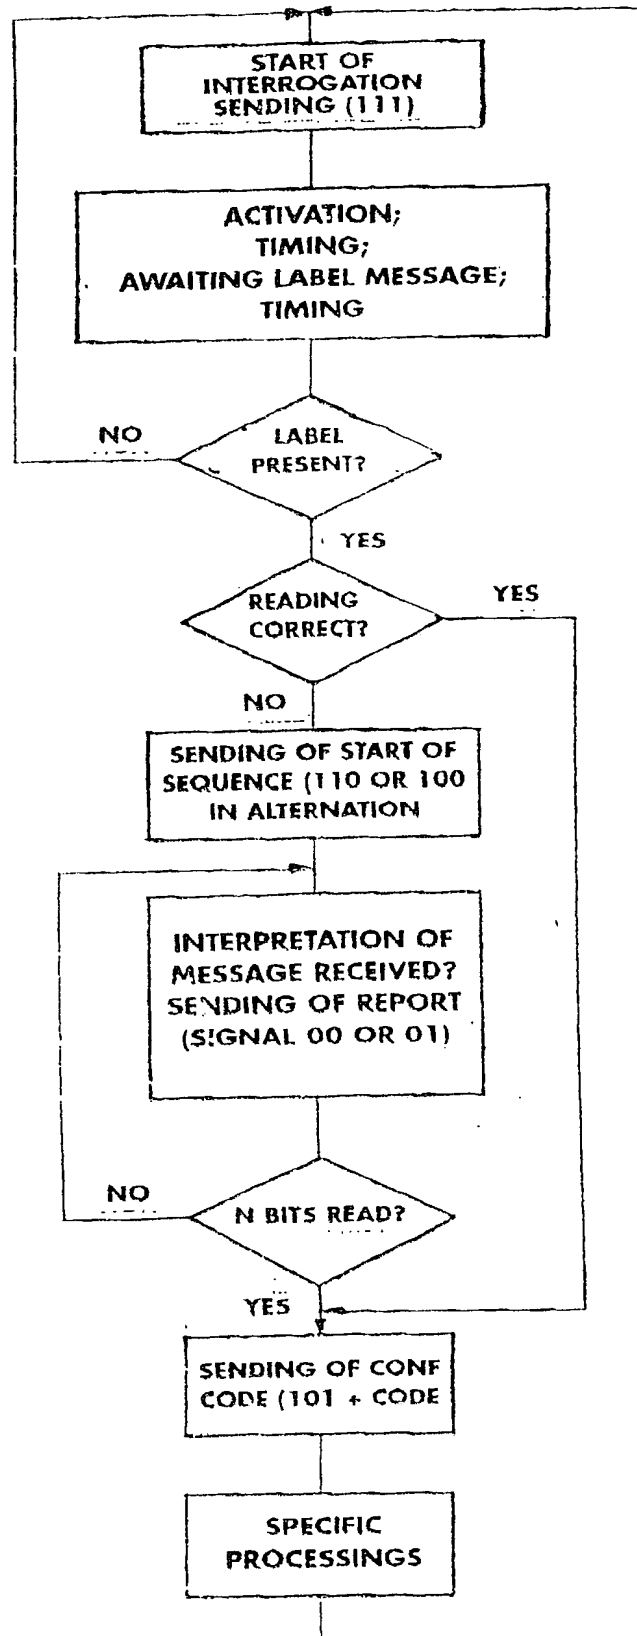 START OF
INTERROGATION
SENDING (111)
ACTIVATION;
TIMING;
AWAITING LABEL MESSAGE;
TIMING
NO
LABEL
PRESENT?
YES
READING
CORRECT?
YES
NO
SENDING OF START OF
SEQUENCE (110 OR 100
IN ALTERNATION
INTERPRETATION OF
MESSAGE RECEIVED?
SENDING OF REPORT
(SIGNAL 00 OR 01)
NO
N BITS READ?
YES
SENDING OF CONF
CODE (101 + CODE
SPECIFIC
PROCESSINGS